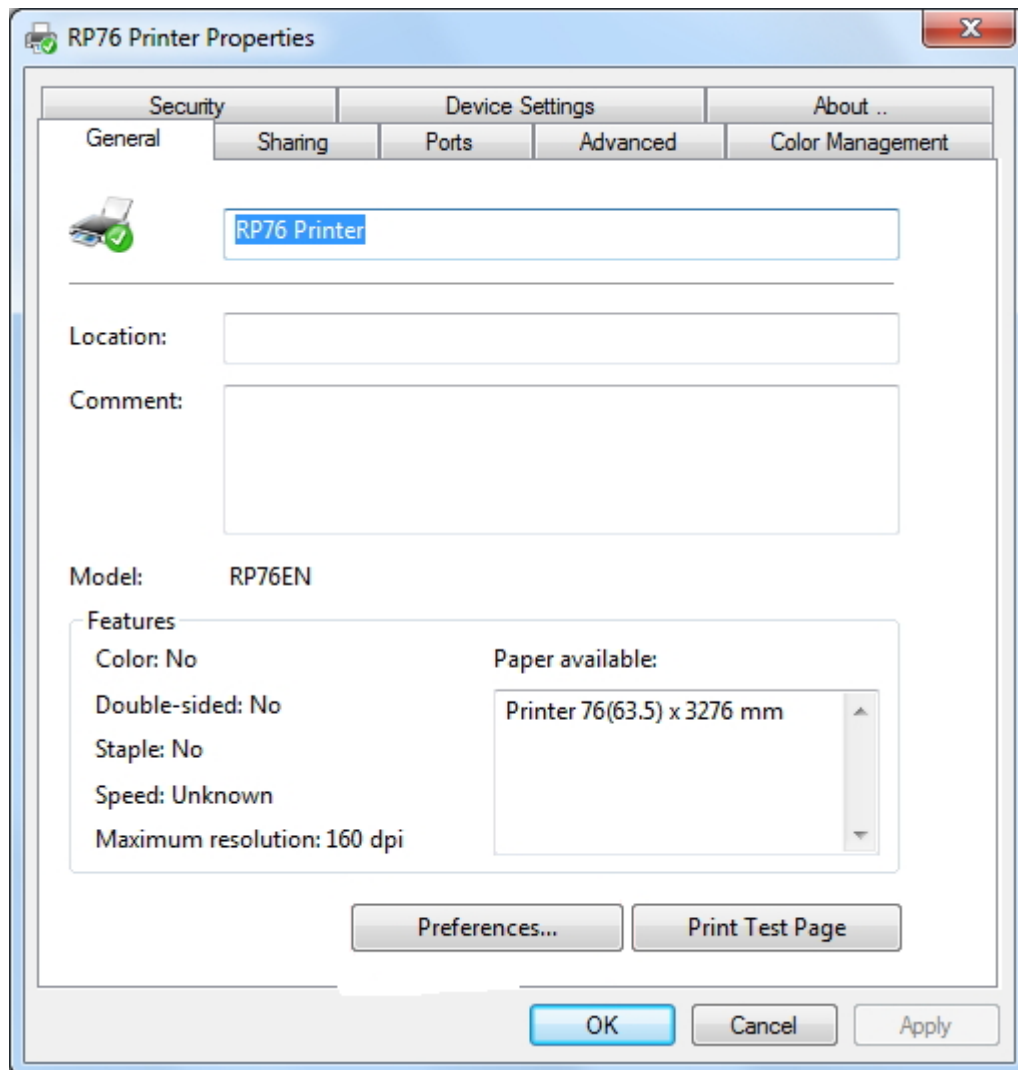 RP76 Printer Properties
Security Device Settings About ..
General Sharing Ports Advanced Color Management
RP76 Printer
Location:
Comment:
Model: RP76EN
Features
Color: No Paper available:
Double-sided: No Printer 76(63.5) x 3276 mm
Staple: No
Speed: Unknown
Maximum resolution: 160 dpi
Preferences... Print Test Page
OK Cancel Apply